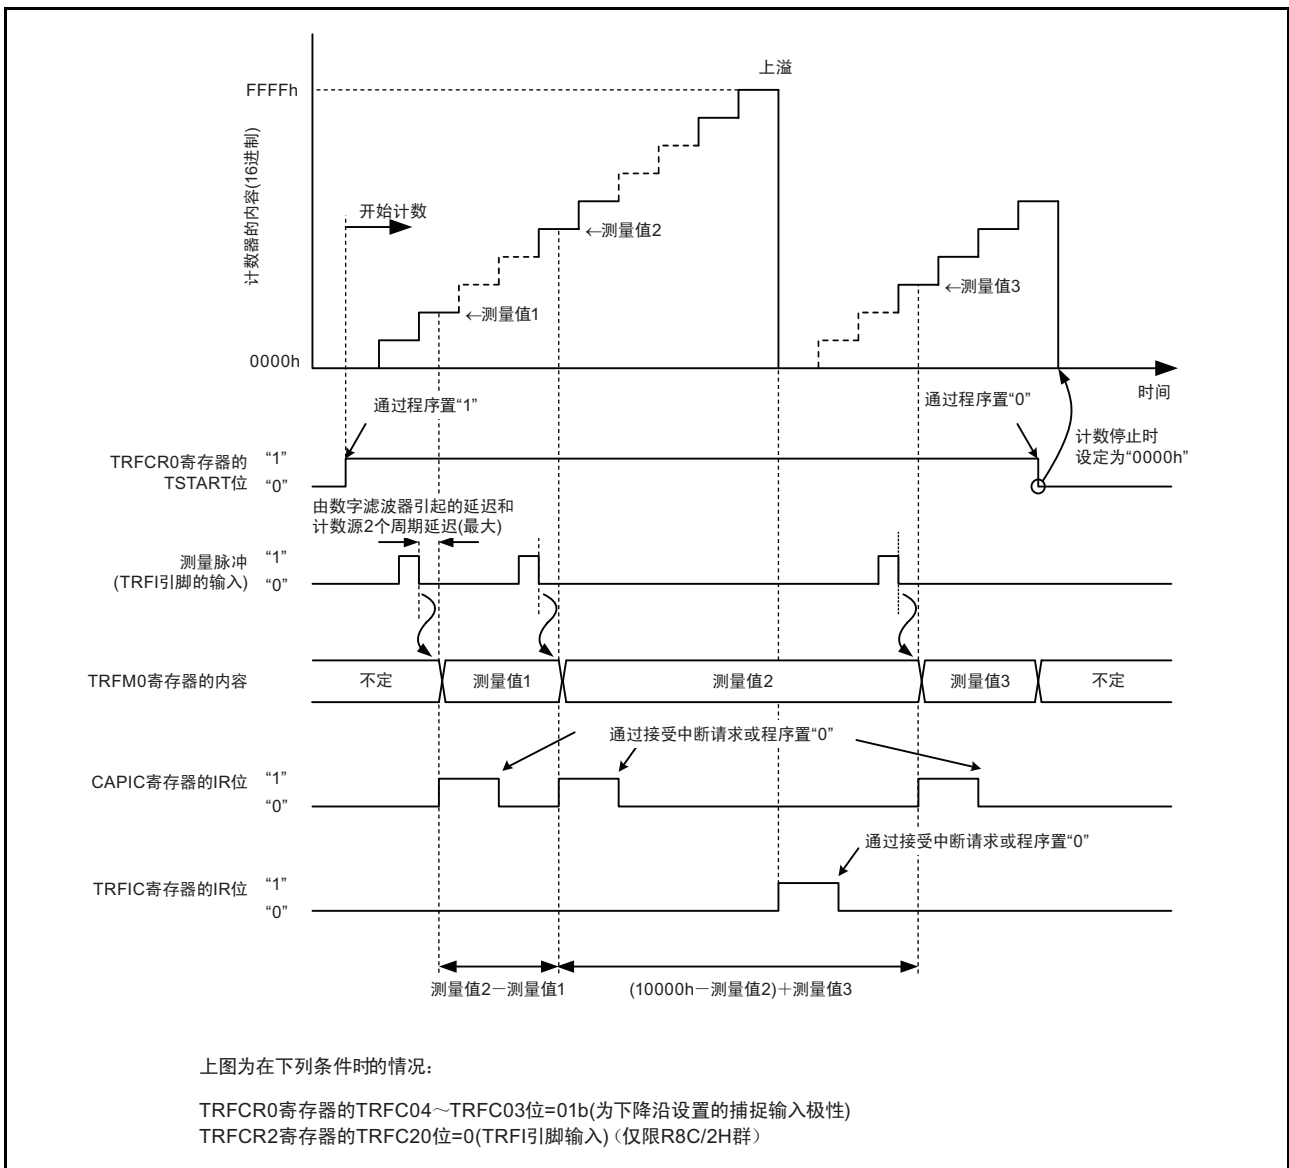 上溢
FFFFh
计数器的内容(16进制)
开始计数
←测量值2
←测量值3
←测量值1
0000h
时间
通过程序置“1”
通过程序置“0”
计数停止时
设定为“0000h”
TRFCR0寄存器的
TSTART位
“1”
“0”
由数字滤波器引起的延迟和
计数源2个周期延迟(最大)
测量脉冲
(TRFI引脚的输入)
“1”
“0”
TRFM0寄存器的内容
不定
测量值1
测量值2
测量值3
不定
通过接受中断请求或程序置“0”
CAPIC寄存器的IR位
“1”
“0”
通过接受中断请求或程序置“0”
TRFIC寄存器的IR位
“1”
“0”
测量值2－测量值1
(10000h－测量值2)＋测量值3
上图为在下列条件时的情况：
TRFCR0寄存器的TRFC04～TRFC03位=01b(为下降沿设置的捕捉输入极性)
TRFCR2寄存器的TRFC20位=0(TRFI引脚输入)（仅限R8C/2H群）